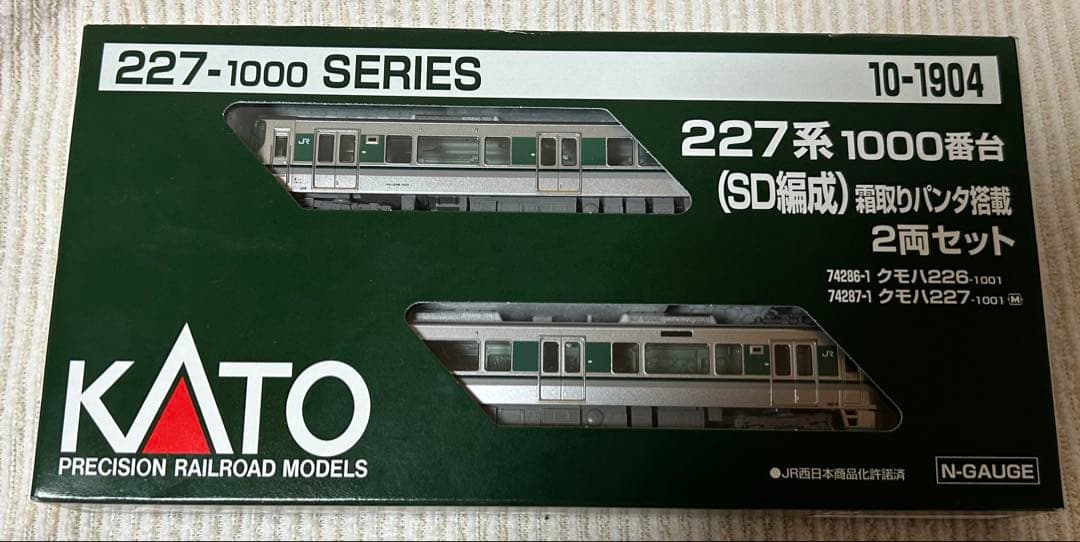 227-1000 SERIES
10-1904
227系 1000番台
(SD編成) 霜取りパンタ搭載
2両セット
74286-1 クモハ226-1001
74287-1 クモハ227-1001 M
JR
JR
KATO
PRECISION RAILROAD MODELS
●JR西日本商品化許諾済
N-GAUGE